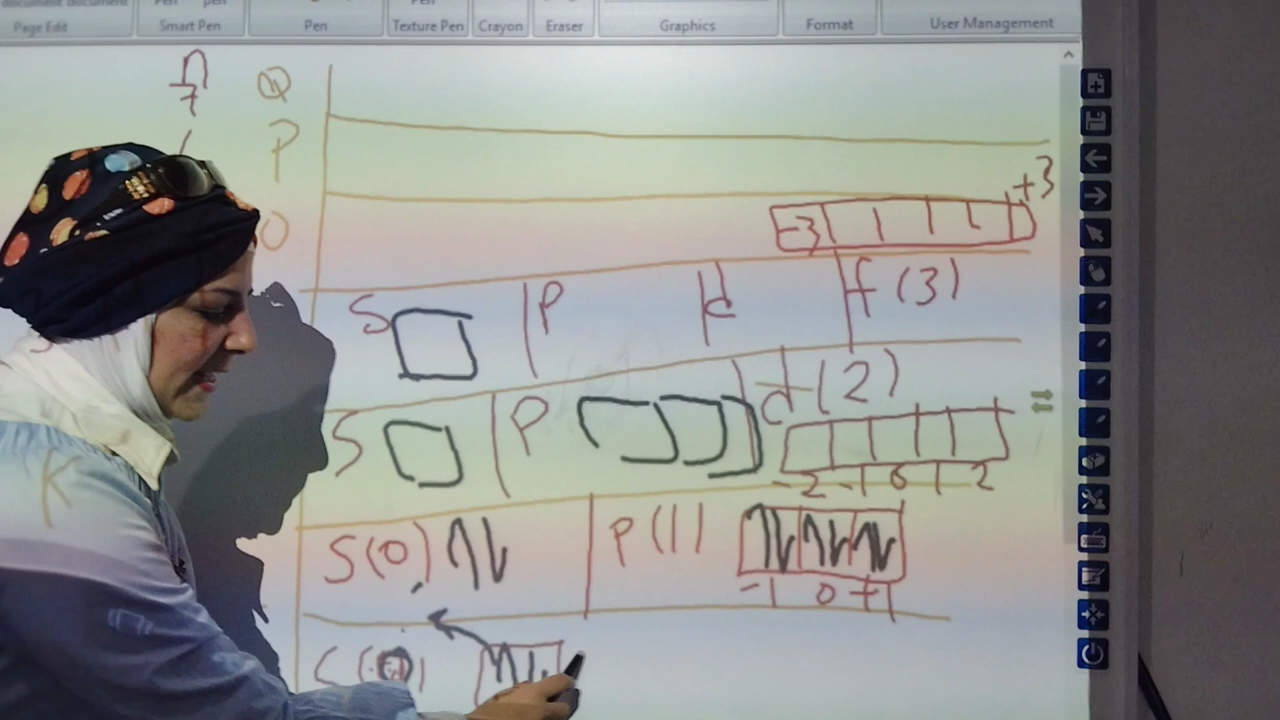 Page Edit Smart Pen Pen Texture Pen Crayon Eraser Graphics Format User Management
n Q
7
P
+3
O -3
S P d f (3)
S P d (2)
K -2 -1 0 1 2
S(0) P (1)
-1 0 +1